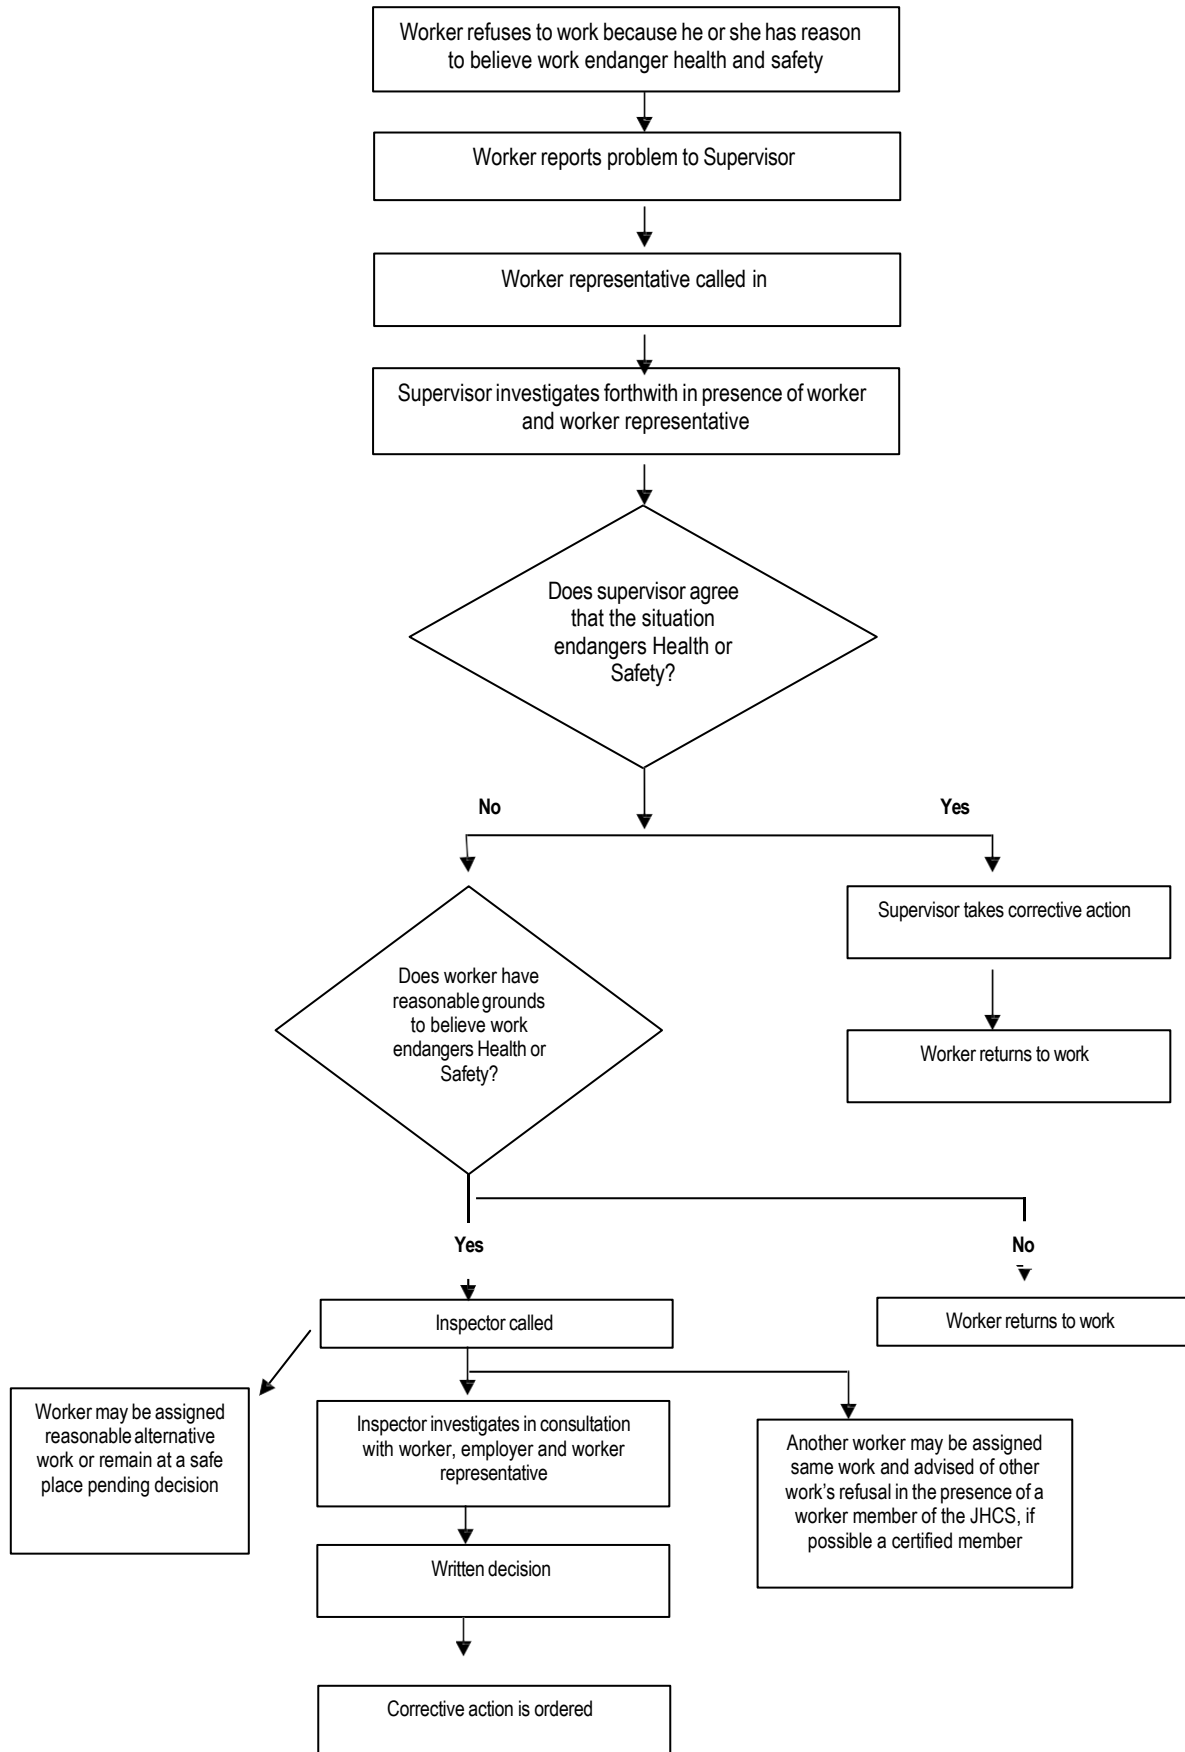 Worker refuses to work because he or she has reason
to believe work endanger health and safety
Worker reports problem to Supervisor
Worker representative called in
Supervisor investigates forthwith in presence of worker
and worker representative
Does supervisor agree
that the situation
endangers Health or
Safety?
No
Yes
Supervisor takes corrective action
Does worker have
reasonable grounds
to believe work
endangers Health or
Safety?
Worker returns to work
Yes
No
Inspector called
Worker returns to work
Worker may be assigned
reasonable alternative
work or remain at a safe
place pending decision
Inspector investigates in consultation
with worker, employer and worker
representative
Another worker may be assigned
same work and advised of other
work’s refusal in the presence of a
worker member of the JHCS, if
possible a certified member
Written decision
Corrective action is ordered